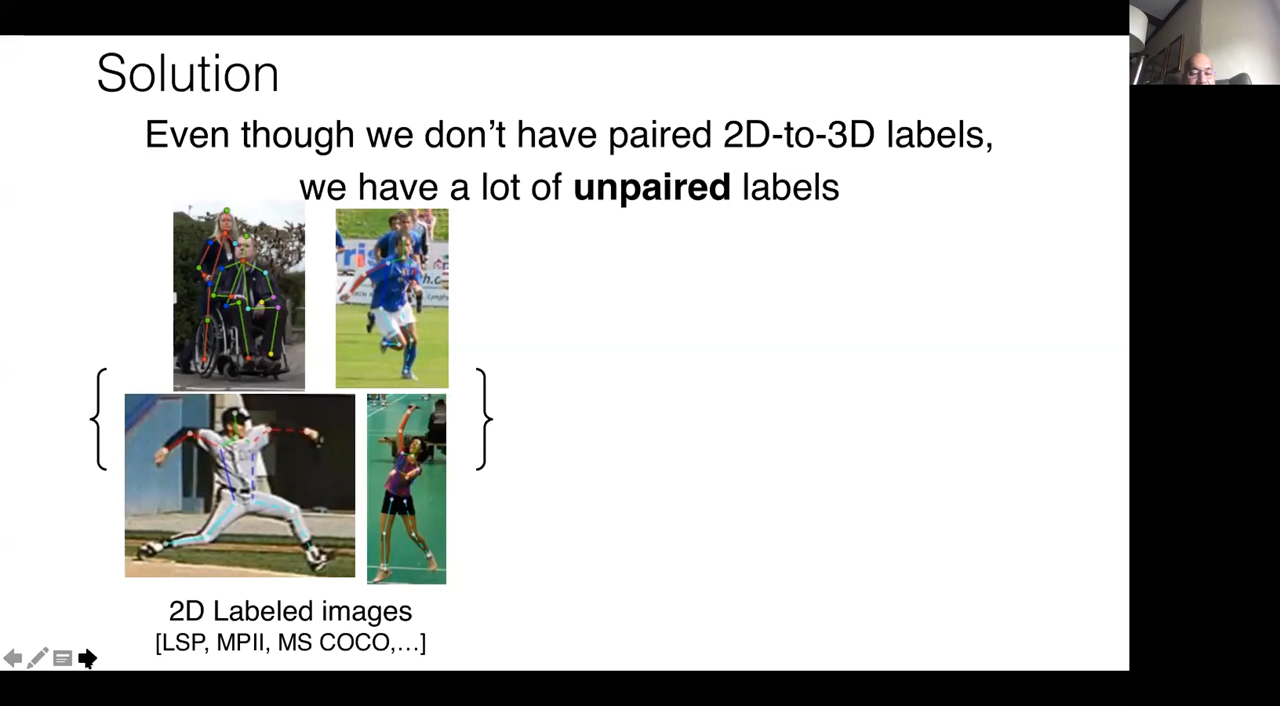 Solution
Even though we don’t have paired 2D-to-3D labels,
we have a lot of unpaired labels
2D Labeled images
[LSP, MPII, MS COCO,…]